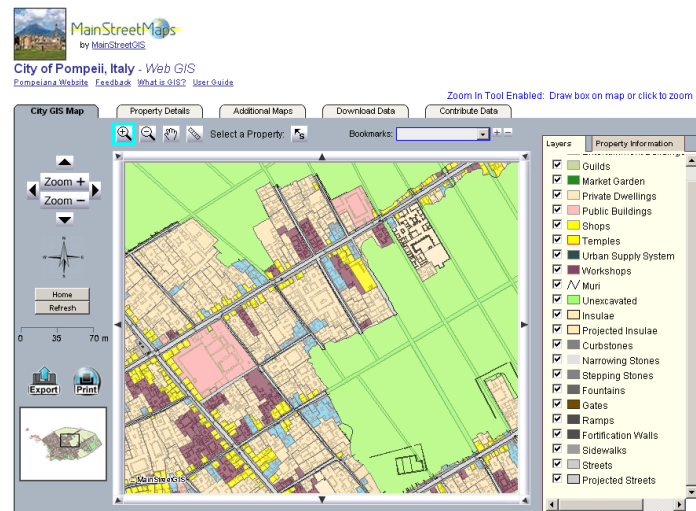 MainStreetMaps
by MainStreetGIS
City of Pompeii, Italy - Web GIS
Pompeiana Website Feedback What is GIS? User Guide
Zoom In Tool Enabled: Draw box on map or click to zoom
City GIS Map Property Details Additional Maps Download Data Contribute Data
Select a Property: S Bookmarks:
Layers Property Information
Zoom +
Zoom -
N
W E
S
Home
Refresh
0 35 70 m
Export Print
MainStreetGIS
Guilds
Market Garden
Private Dwellings
Public Buildings
Shops
Temples
Urban Supply System
Workshops
Muri
Unexcavated
Insulae
Projected Insulae
Curbstones
Narrowing Stones
Stepping Stones
Fountains
Gates
Ramps
Fortification Walls
Sidewalks
Streets
Projected Streets